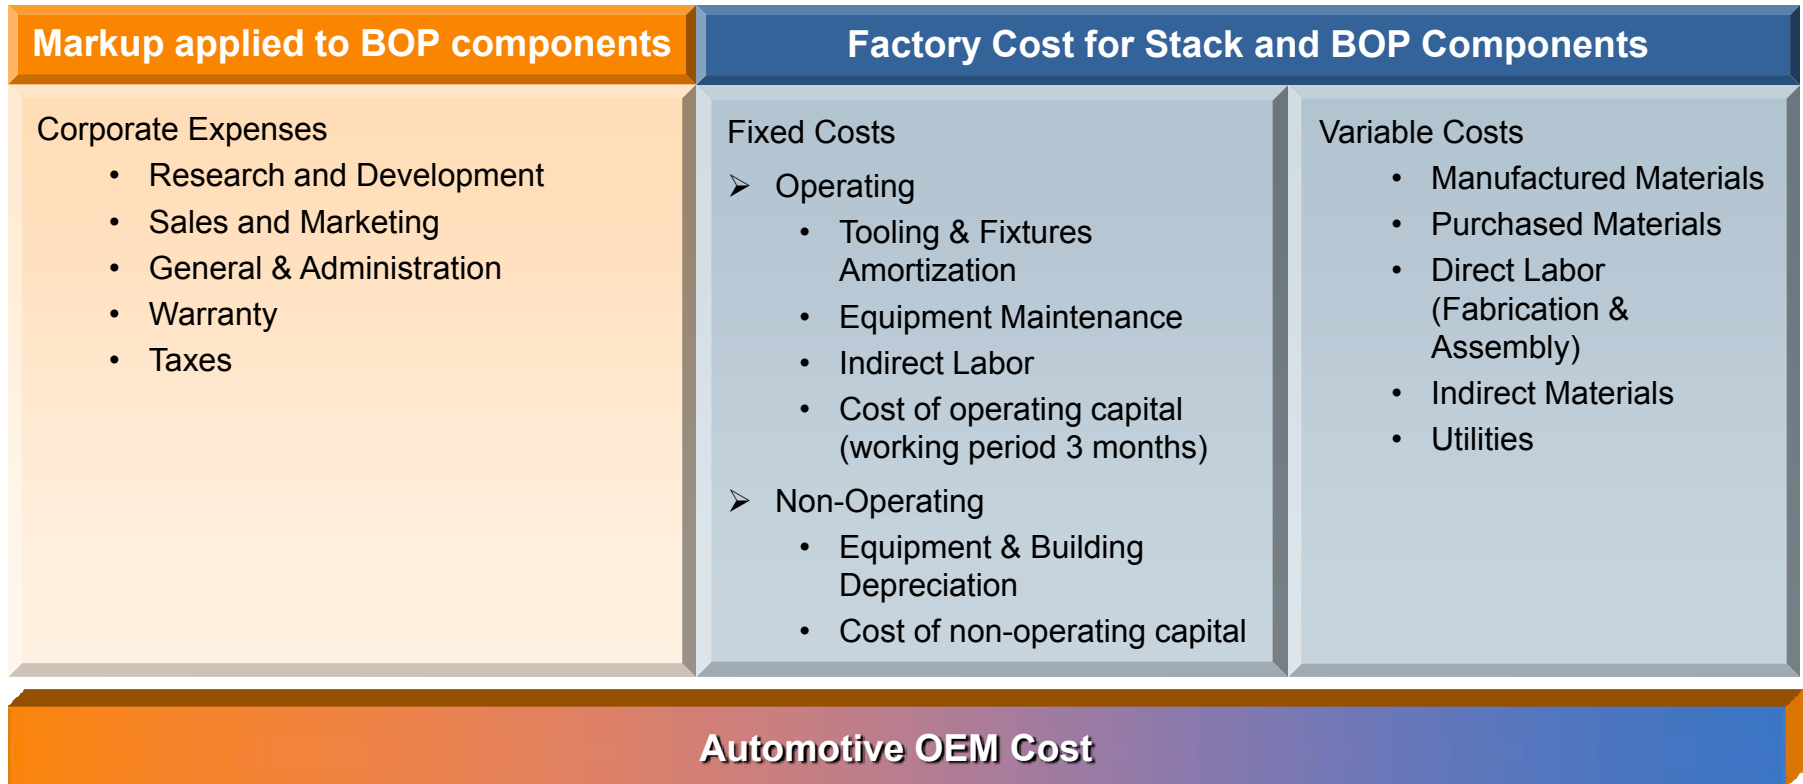 Markup applied to BOP components
Factory Cost for Stack and BOP Components
Corporate Expenses
• Research and Development
• Sales and Marketing
• General & Administration
• Warranty
• Taxes
Fixed Costs
➢ Operating
• Tooling & Fixtures
Amortization
• Equipment Maintenance
• Indirect Labor
• Cost of operating capital
(working period 3 months)
➢ Non-Operating
• Equipment & Building
Depreciation
• Cost of non-operating capital
Variable Costs
• Manufactured Materials
• Purchased Materials
• Direct Labor
(Fabrication &
Assembly)
• Indirect Materials
• Utilities
Automotive OEM Cost